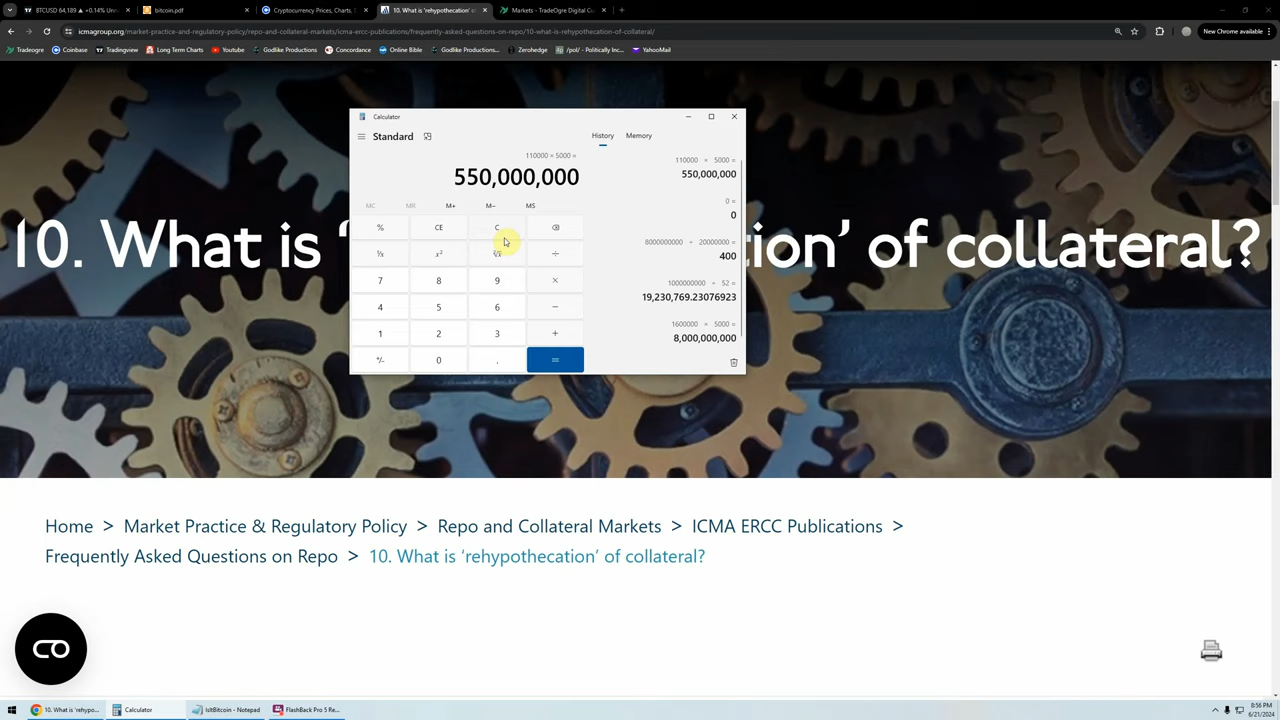 BTCUSD 64,189 ▲ +0.14% Unn
bitcoin.pdf
Cryptocurrency Prices, Charts,
10. What is 'rehypothecation' of
Markets - TradeOgre Digital Cu
icmagroup.org/market-practice-and-regulatory-policy/repo-and-collateral-markets/icma-ercc-publications/frequently-asked-questions-on-repo/10-what-is-rehypothecation-of-collateral/
New Chrome available
Tradeogre
Coinbase
Tradingview
Long Term Charts
Youtube
Godlike Productions
Concordance
Online Bible
Godlike Productions...
Zerohedge
/pol/ - Politically Inc...
YahooMail
Calculator
Standard
History
Memory
110000 × 5000 =
550,000,000
MC MR M+ M− MS
% CE C
¹/x x² ²√x ÷
7 8 9 ×
4 5 6 −
1 2 3 +
+/- 0 . =
110000 × 5000 =
550,000,000
0 =
0
8000000000 ÷ 20000000 =
400
1000000000 ÷ 52 =
19,230,769.23076923
1600000 × 5000 =
8,000,000,000
10. What is ‘ tion’ of collateral?
Home > Market Practice & Regulatory Policy > Repo and Collateral Markets > ICMA ERCC Publications >
Frequently Asked Questions on Repo > 10. What is ‘rehypothecation’ of collateral?
10. What is 'rehypo...
Calculator
IsItBitcoin - Notepad
FlashBack Pro 5 Re...
8:56 PM
6/21/2024